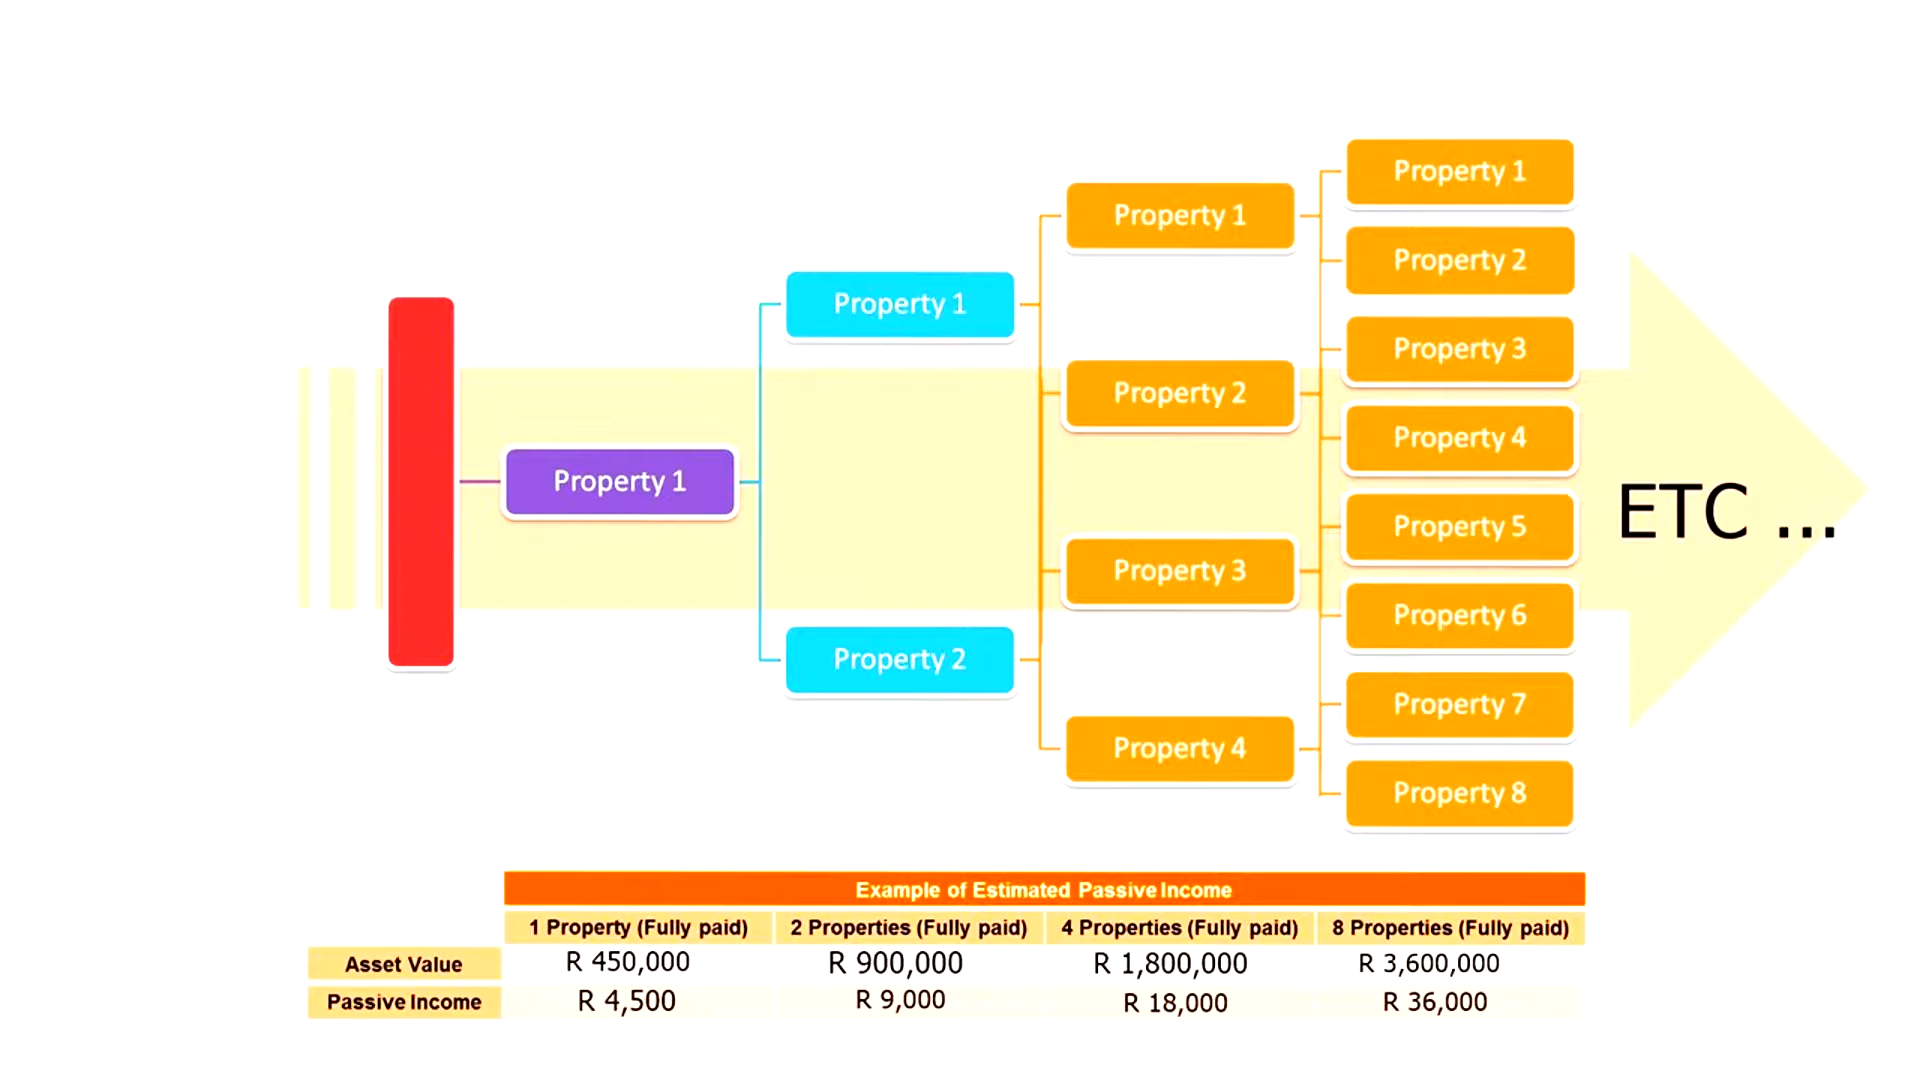 Property 1
Property 1
Property 2
Property 1
Property 2
Property 3
Property 4
Property 1
Property 2
Property 3
Property 4
Property 5
Property 6
Property 7
Property 8
ETC ...
Example of Estimated Passive Income
1 Property (Fully paid) 2 Properties (Fully paid) 4 Properties (Fully paid) 8 Properties (Fully paid)
Asset Value R 450,000 R 900,000 R 1,800,000 R 3,600,000
Passive Income R 4,500 R 9,000 R 18,000 R 36,000